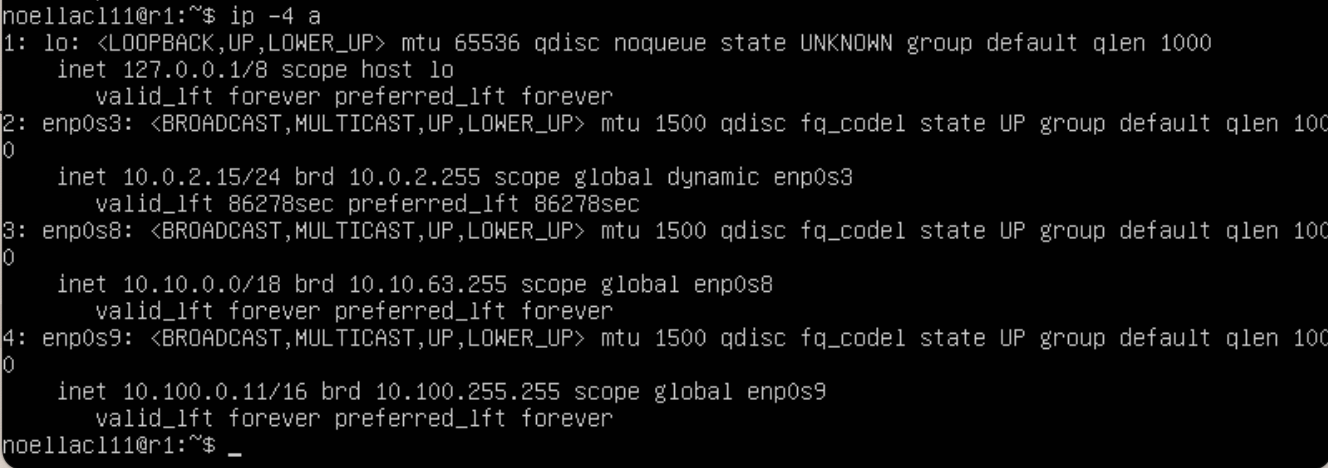 noellacl11@r1:~$ ip -4 a
1: lo: <LOOPBACK,UP,LOWER_UP> mtu 65536 qdisc noqueue state UNKNOWN group default qlen 1000
    inet 127.0.0.1/8 scope host lo
       valid_lft forever preferred_lft forever
2: enp0s3: <BROADCAST,MULTICAST,UP,LOWER_UP> mtu 1500 qdisc fq_codel state UP group default qlen 100
0
    inet 10.0.2.15/24 brd 10.0.2.255 scope global dynamic enp0s3
       valid_lft 86278sec preferred_lft 86278sec
3: enp0s8: <BROADCAST,MULTICAST,UP,LOWER_UP> mtu 1500 qdisc fq_codel state UP group default qlen 100
0
    inet 10.10.0.0/18 brd 10.10.63.255 scope global enp0s8
       valid_lft forever preferred_lft forever
4: enp0s9: <BROADCAST,MULTICAST,UP,LOWER_UP> mtu 1500 qdisc fq_codel state UP group default qlen 100
0
    inet 10.100.0.11/16 brd 10.100.255.255 scope global enp0s9
       valid_lft forever preferred_lft forever
noellacl11@r1:~$ _